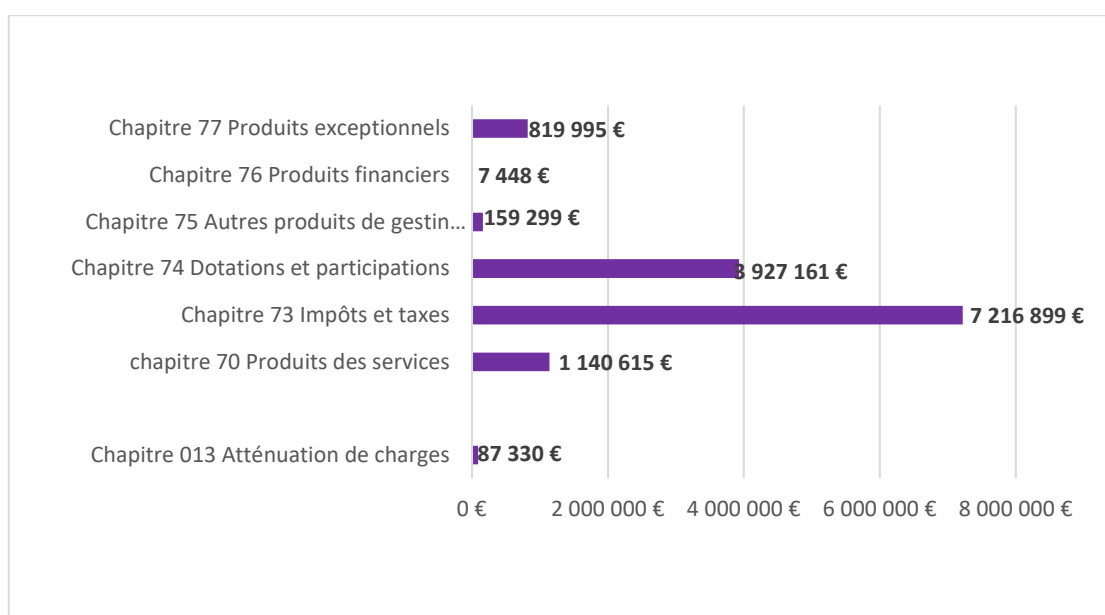 Chapitre 77 Produits exceptionnels 819 995 €
Chapitre 76 Produits financiers 7 448 €
Chapitre 75 Autres produits de gestin... 159 299 €
Chapitre 74 Dotations et participations 3 927 161 €
Chapitre 73 Impôts et taxes 7 216 899 €
chapitre 70 Produits des services 1 140 615 €
Chapitre 013 Atténuation de charges 87 330 €
0 € 2 000 000 € 4 000 000 € 6 000 000 € 8 000 000 €